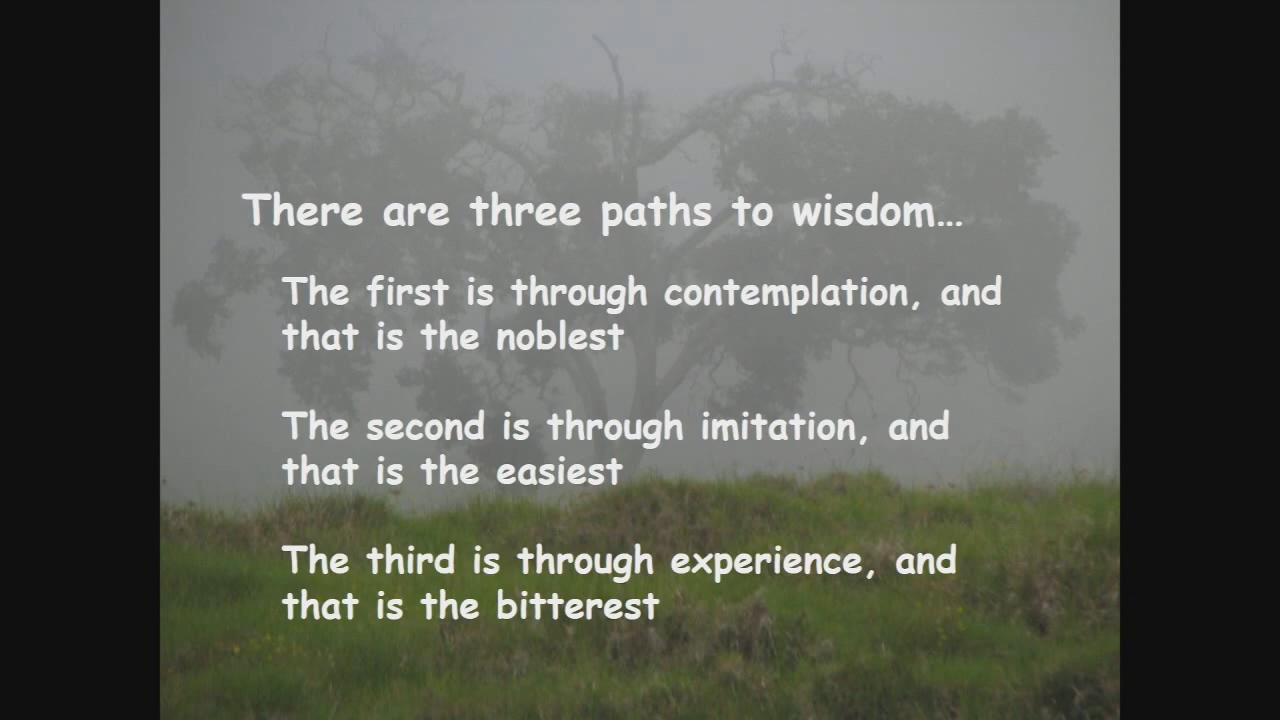 There are three paths to wisdom…
The first is through contemplation, and
that is the noblest
The second is through imitation, and
that is the easiest
The third is through experience, and
that is the bitterest